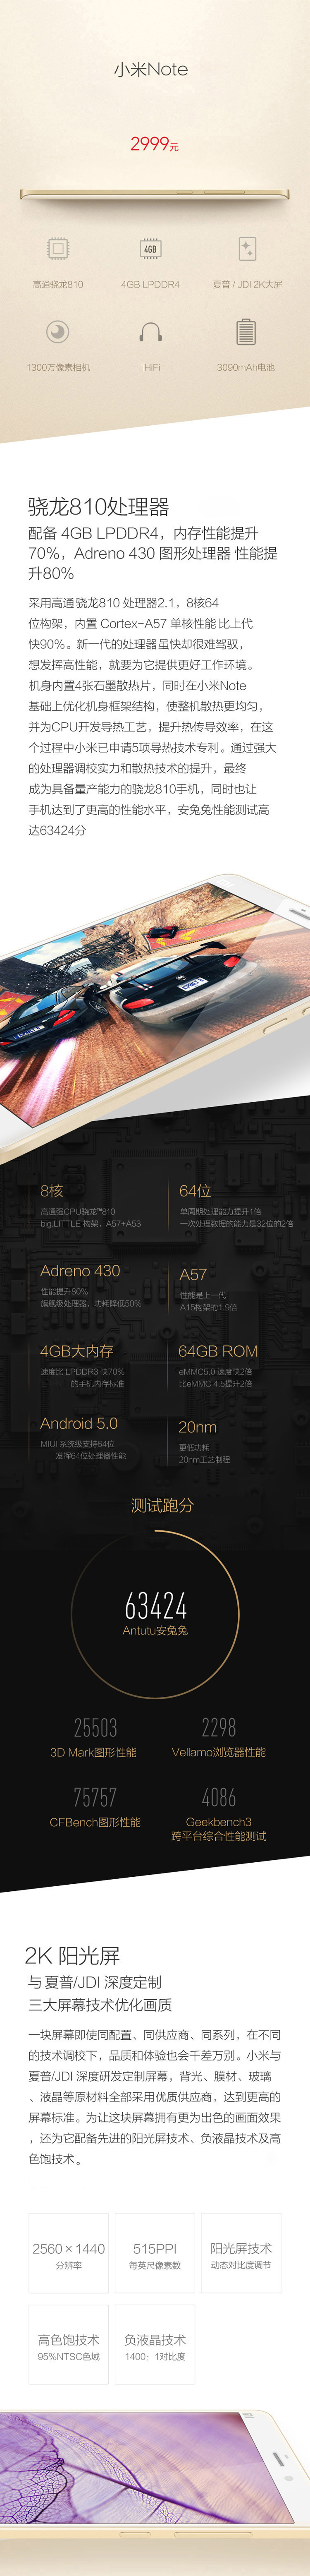 小米Note
2999元
4GB
高通骁龙810
4GB LPDDR4
夏普 / JDI 2K大屏
1300万像素相机
HiFi
3090mAh电池
骁龙810处理器
配备 4GB LPDDR4，内存性能提升
70%，Adreno 430 图形处理器 性能提
升80%
采用高通 骁龙810 处理器2.1，8核64
位构架，内置 Cortex-A57 单核性能 比上代
快90%。新一代的处理器虽快却很难驾驭，
想发挥高性能，就要为它提供更好工作环境。
机身内置4张石墨散热片，同时在小米Note
基础上优化机身框架结构，使整机散热更均匀，
并为CPU开发导热工艺，提升热传导效率，在这
个过程中小米已申请5项导热技术专利。通过强大
的处理器调校实力和散热技术的提升，最终
成为具备量产能力的骁龙810手机，同时也让
手机达到了更高的性能水平，安兔兔性能测试高
达63424分
8核
高通强CPU骁龙™810
big.LITTLE 构架，A57+A53
64位
单周期处理能力提升1倍
一次处理数据的能力是32位的2倍
Adreno 430
性能提升80%
旗舰级处理器，功耗降低50%
A57
性能是上一代
A15构架的1.9倍
4GB大内存
速度比 LPDDR3 快70%
的手机内存标准
64GB ROM
eMMC5.0 速度快2倍
比eMMC 4.5提升2倍
Android 5.0
MIUI 系统级支持64位
发挥64位处理器性能
20nm
更低功耗
20nm工艺制程
测试跑分
63424
Antutu安兔兔
25503
3D Mark图形性能
2298
Vellamo浏览器性能
75757
CFBench图形性能
4086
Geekbench3
跨平台综合性能测试
2K 阳光屏
与 夏普/JDI 深度定制
三大屏幕技术优化画质
一块屏幕即使同配置、同供应商、同系列，在不同
的技术调校下，品质和体验也会千差万别。小米与
夏普/JDI 深度研发定制屏幕，背光、膜材、玻璃
、液晶等原材料全部采用优质供应商，达到更高的
屏幕标准。为让这块屏幕拥有更为出色的画面效果
，还为它配备先进的阳光屏技术、负液晶技术及高
色饱技术。
2560×1440
分辨率
515PPI
每英尺像素数
阳光屏技术
动态对比度调节
高色饱技术
95%NTSC色域
负液晶技术
1400：1对比度